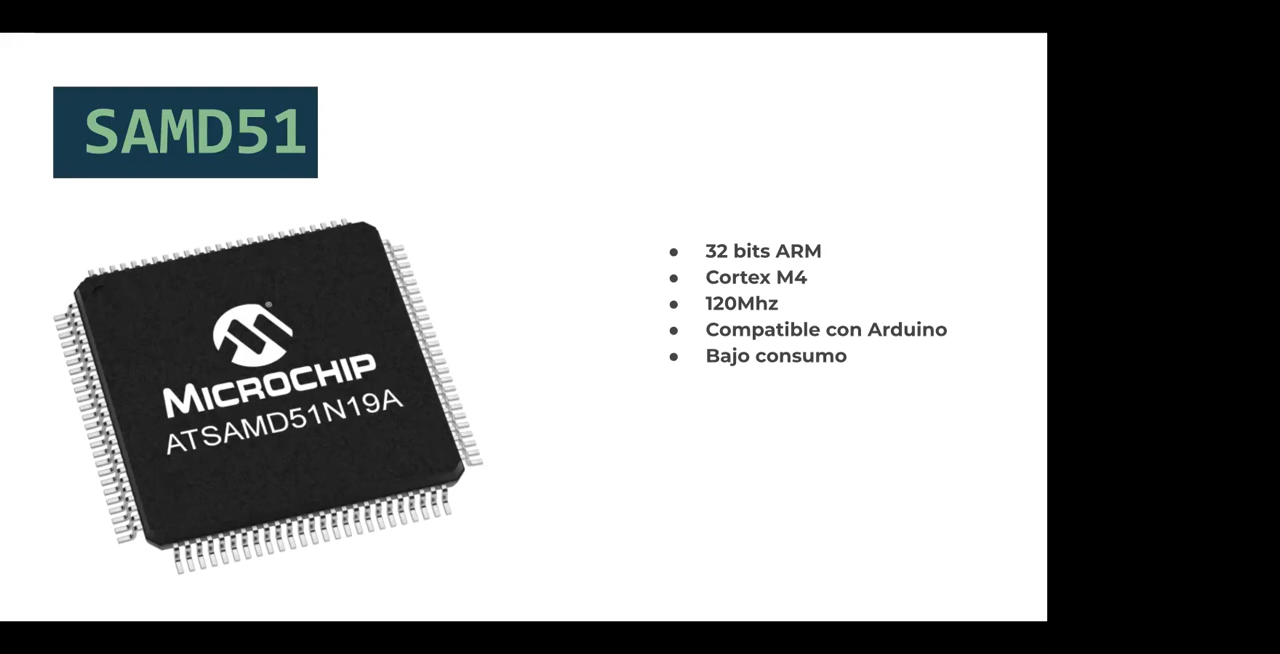 SAMD51
MICROCHIP
ATSAMD51N19A
● 32 bits ARM
● Cortex M4
● 120Mhz
● Compatible con Arduino
● Bajo consumo